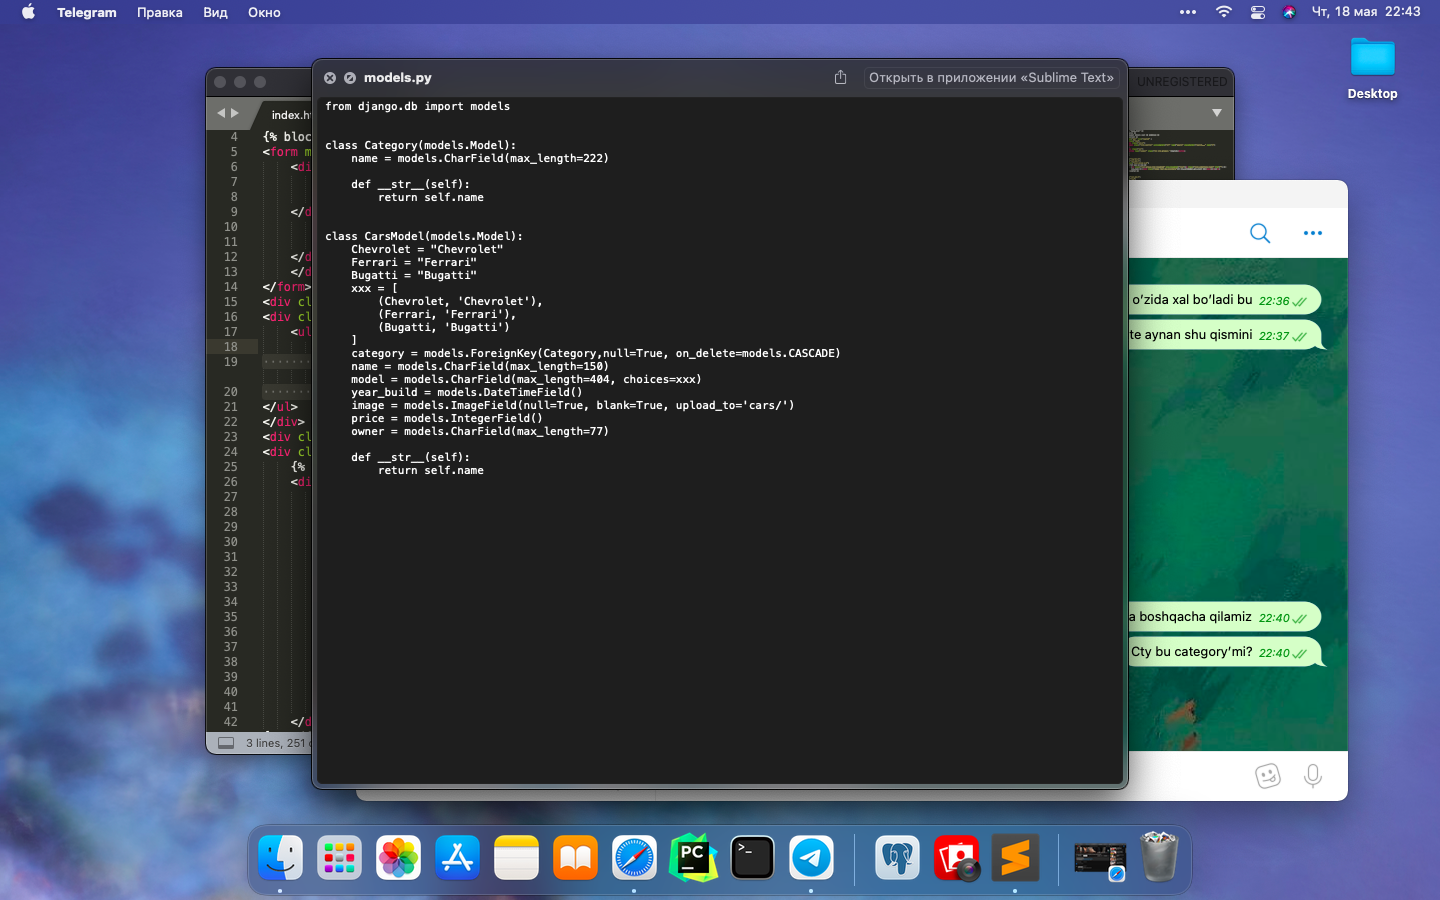 Telegram Правка Вид Окно Чт, 18 мая 22:43
Desktop
models.py Открыть в приложении «Sublime Text» UNREGISTERED
from django.db import models
class Category(models.Model):
    name = models.CharField(max_length=222)
    def __str__(self):
        return self.name
class CarsModel(models.Model):
    Chevrolet = "Chevrolet"
    Ferrari = "Ferrari"
    Bugatti = "Bugatti"
    xxx = [
        (Chevrolet, 'Chevrolet'),
        (Ferrari, 'Ferrari'),
        (Bugatti, 'Bugatti')
    ]
    category = models.ForeignKey(Category,null=True, on_delete=models.CASCADE)
    name = models.CharField(max_length=150)
    model = models.CharField(max_length=404, choices=xxx)
    year_build = models.DateTimeField()
    image = models.ImageField(null=True, blank=True, upload_to='cars/')
    price = models.IntegerField()
    owner = models.CharField(max_length=77)
    def __str__(self):
        return self.name
index.h
4 {% bloc
5 <form m
6 <di
7
8
9 </d
10
11
12 </d
13 </d
14 </form>
15 <div cl
16 <div cl
17 <ul
18
19
20
21 </ul>
22 </div>
23 <div cl
24 <div cl
25 {%
26 <di
27
28
29
30
31
32
33
34
35
36
37
38
39
40
41
42 </d
3 lines, 251
o'zida xal bo'ladi bu 22:36
te aynan shu qismini 22:37
a boshqacha qilamiz 22:40
Cty bu category'mi? 22:40
PC
>_